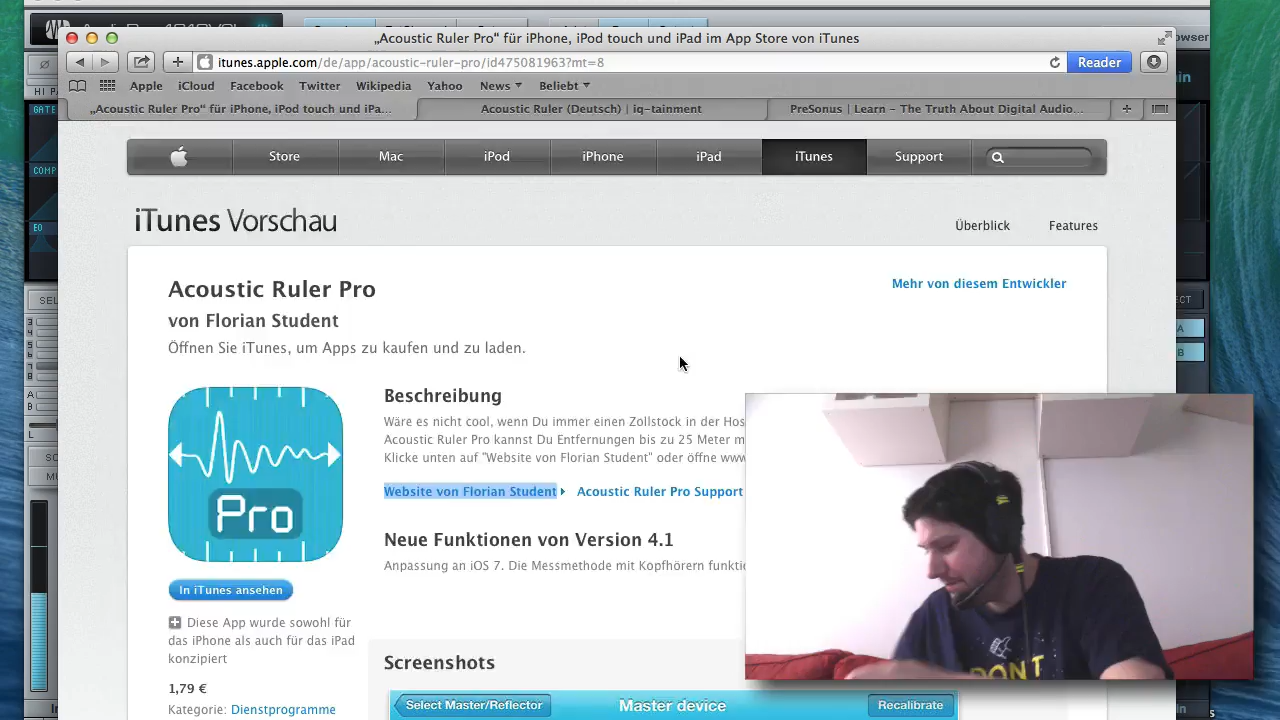 „Acoustic Ruler Pro“ für iPhone, iPod touch und iPad im App Store von iTunes
itunes.apple.com/de/app/acoustic-ruler-pro/id475081963?mt=8
Reader
Apple iCloud Facebook Twitter Wikipedia Yahoo News Beliebt
„Acoustic Ruler Pro“ für iPhone, iPod touch und iPa...
Acoustic Ruler (Deutsch) | iq-tainment
PreSonus | Learn – The Truth About Digital Audio...
Store Mac iPod iPhone iPad iTunes Support
iTunes Vorschau
Überblick Features
Acoustic Ruler Pro
Mehr von diesem Entwickler
von Florian Student
Öffnen Sie iTunes, um Apps zu kaufen und zu laden.
Beschreibung
Wäre es nicht cool, wenn Du immer einen Zollstock in der Hos
Acoustic Ruler Pro kannst Du Entfernungen bis zu 25 Meter m
Klicke unten auf "Website von Florian Student" oder öffne www
Website von Florian Student Acoustic Ruler Pro Support
Pro
Neue Funktionen von Version 4.1
Anpassung an iOS 7. Die Messmethode mit Kopfhörern funktie
In iTunes ansehen
Diese App wurde sowohl für
das iPhone als auch für das iPad
konzipiert
1,79 €
Kategorie: Dienstprogramme
Screenshots
Select Master/Reflector Master device Recalibrate
HI
GATE
COMP
EQ
SEL
DON'T